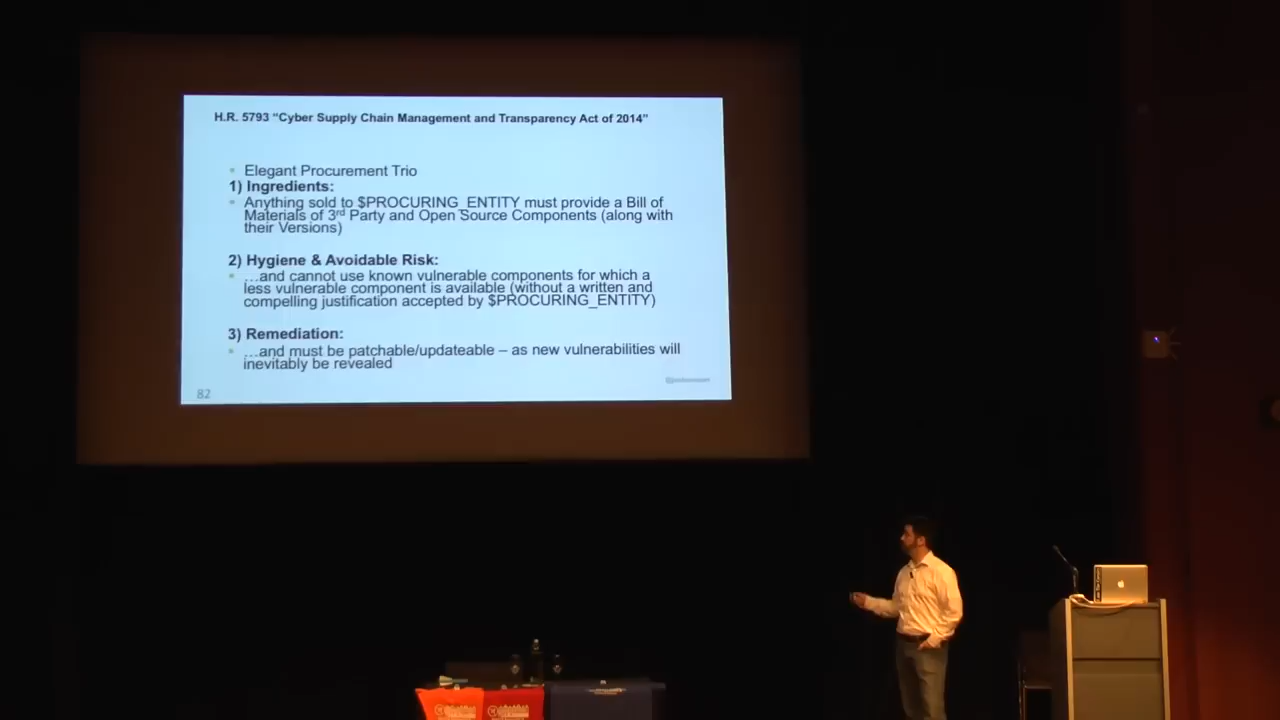 H.R. 5793 “Cyber Supply Chain Management and Transparency Act of 2014”
Elegant Procurement Trio
1) Ingredients:
Anything sold to $PROCURING_ENTITY must provide a Bill of
Materials of 3rd Party and Open Source Components (along with
their Versions)
2) Hygiene & Avoidable Risk:
…and cannot use known vulnerable components for which a
less vulnerable component is available (without a written and
compelling justification accepted by $PROCURING_ENTITY)
3) Remediation:
…and must be patchable/updateable – as new vulnerabilities will
inevitably be revealed
82